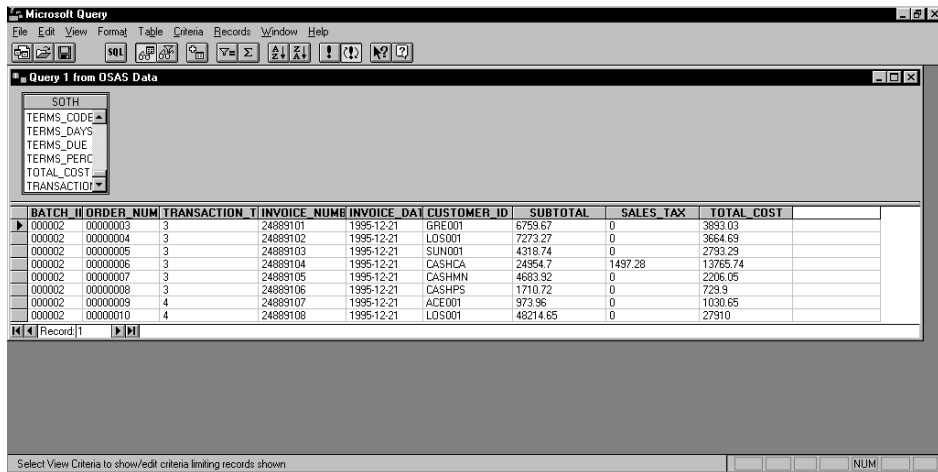 Microsoft Query
File Edit View Format Table Criteria Records Window Help
SQL
Query 1 from OSAS Data
SOTH
TERMS_CODE
TERMS_DAYS
TERMS_DUE
TERMS_PERC
TOTAL_COST
TRANSACTION
BATCH_II ORDER_NUM TRANSACTION_T INVOICE_NUME INVOICE_DAT CUSTOMER_ID SUBTOTAL SALES_TAX TOTAL_COST
000002 00000003 3 24889101 1995-12-21 GRE001 6759.67 0 3893.03
000002 00000004 3 24889102 1995-12-21 LOS001 7273.27 0 3664.69
000002 00000005 3 24889103 1995-12-21 SUN001 4318.74 0 2793.29
000002 00000006 3 24889104 1995-12-21 CASHCA 24954.7 1497.28 13765.74
000002 00000007 3 24889105 1995-12-21 CASHMN 4683.92 0 2206.05
000002 00000008 3 24889106 1995-12-21 CASHPS 1710.72 0 729.9
000002 00000009 4 24889107 1995-12-21 ACE001 973.96 0 1030.65
000002 00000010 4 24889108 1995-12-21 LOS001 48214.65 0 27910
Record: 1
Select View Criteria to show/edit criteria limiting records shown NUM